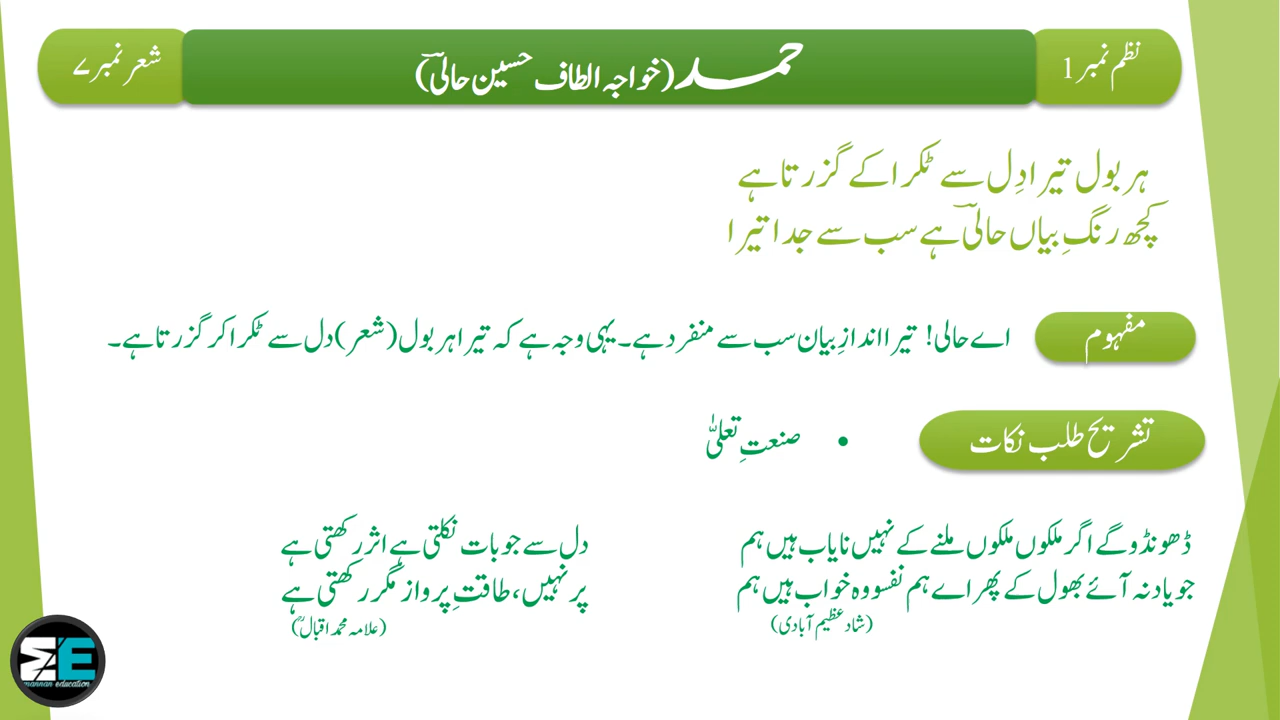 نظم نمبر 1
حمد (خواجہ الطاف حسین حالیؔ)
شعر نمبر ۷
ہر بول تیرا دِل سے ٹکرا کے گزرتا ہے
کچھ رنگِ بیاں حالیؔ ہے سب سے جدا تیرا
مفہوم
اے حالی! تیرا اندازِ بیان سب سے منفرد ہے۔ یہی وجہ ہے کہ تیرا ہر بول (شعر) دل سے ٹکرا کر گزرتا ہے۔
تشریح طلب نکات
• صنعتِ تعلیّٰ
ڈھونڈو گے اگر ملکوں ملکوں ملنے کے نہیں نایاب ہیں ہم
جو یاد نہ آئے بھول کے پھر اے ہم نفسو وہ خواب ہیں ہم
(شاد عظیم آبادی)
دل سے جو بات نکلتی ہے اثر رکھتی ہے
پر نہیں، طاقتِ پرواز مگر رکھتی ہے
(علامہ محمد اقبالؒ)
ME
mannan education